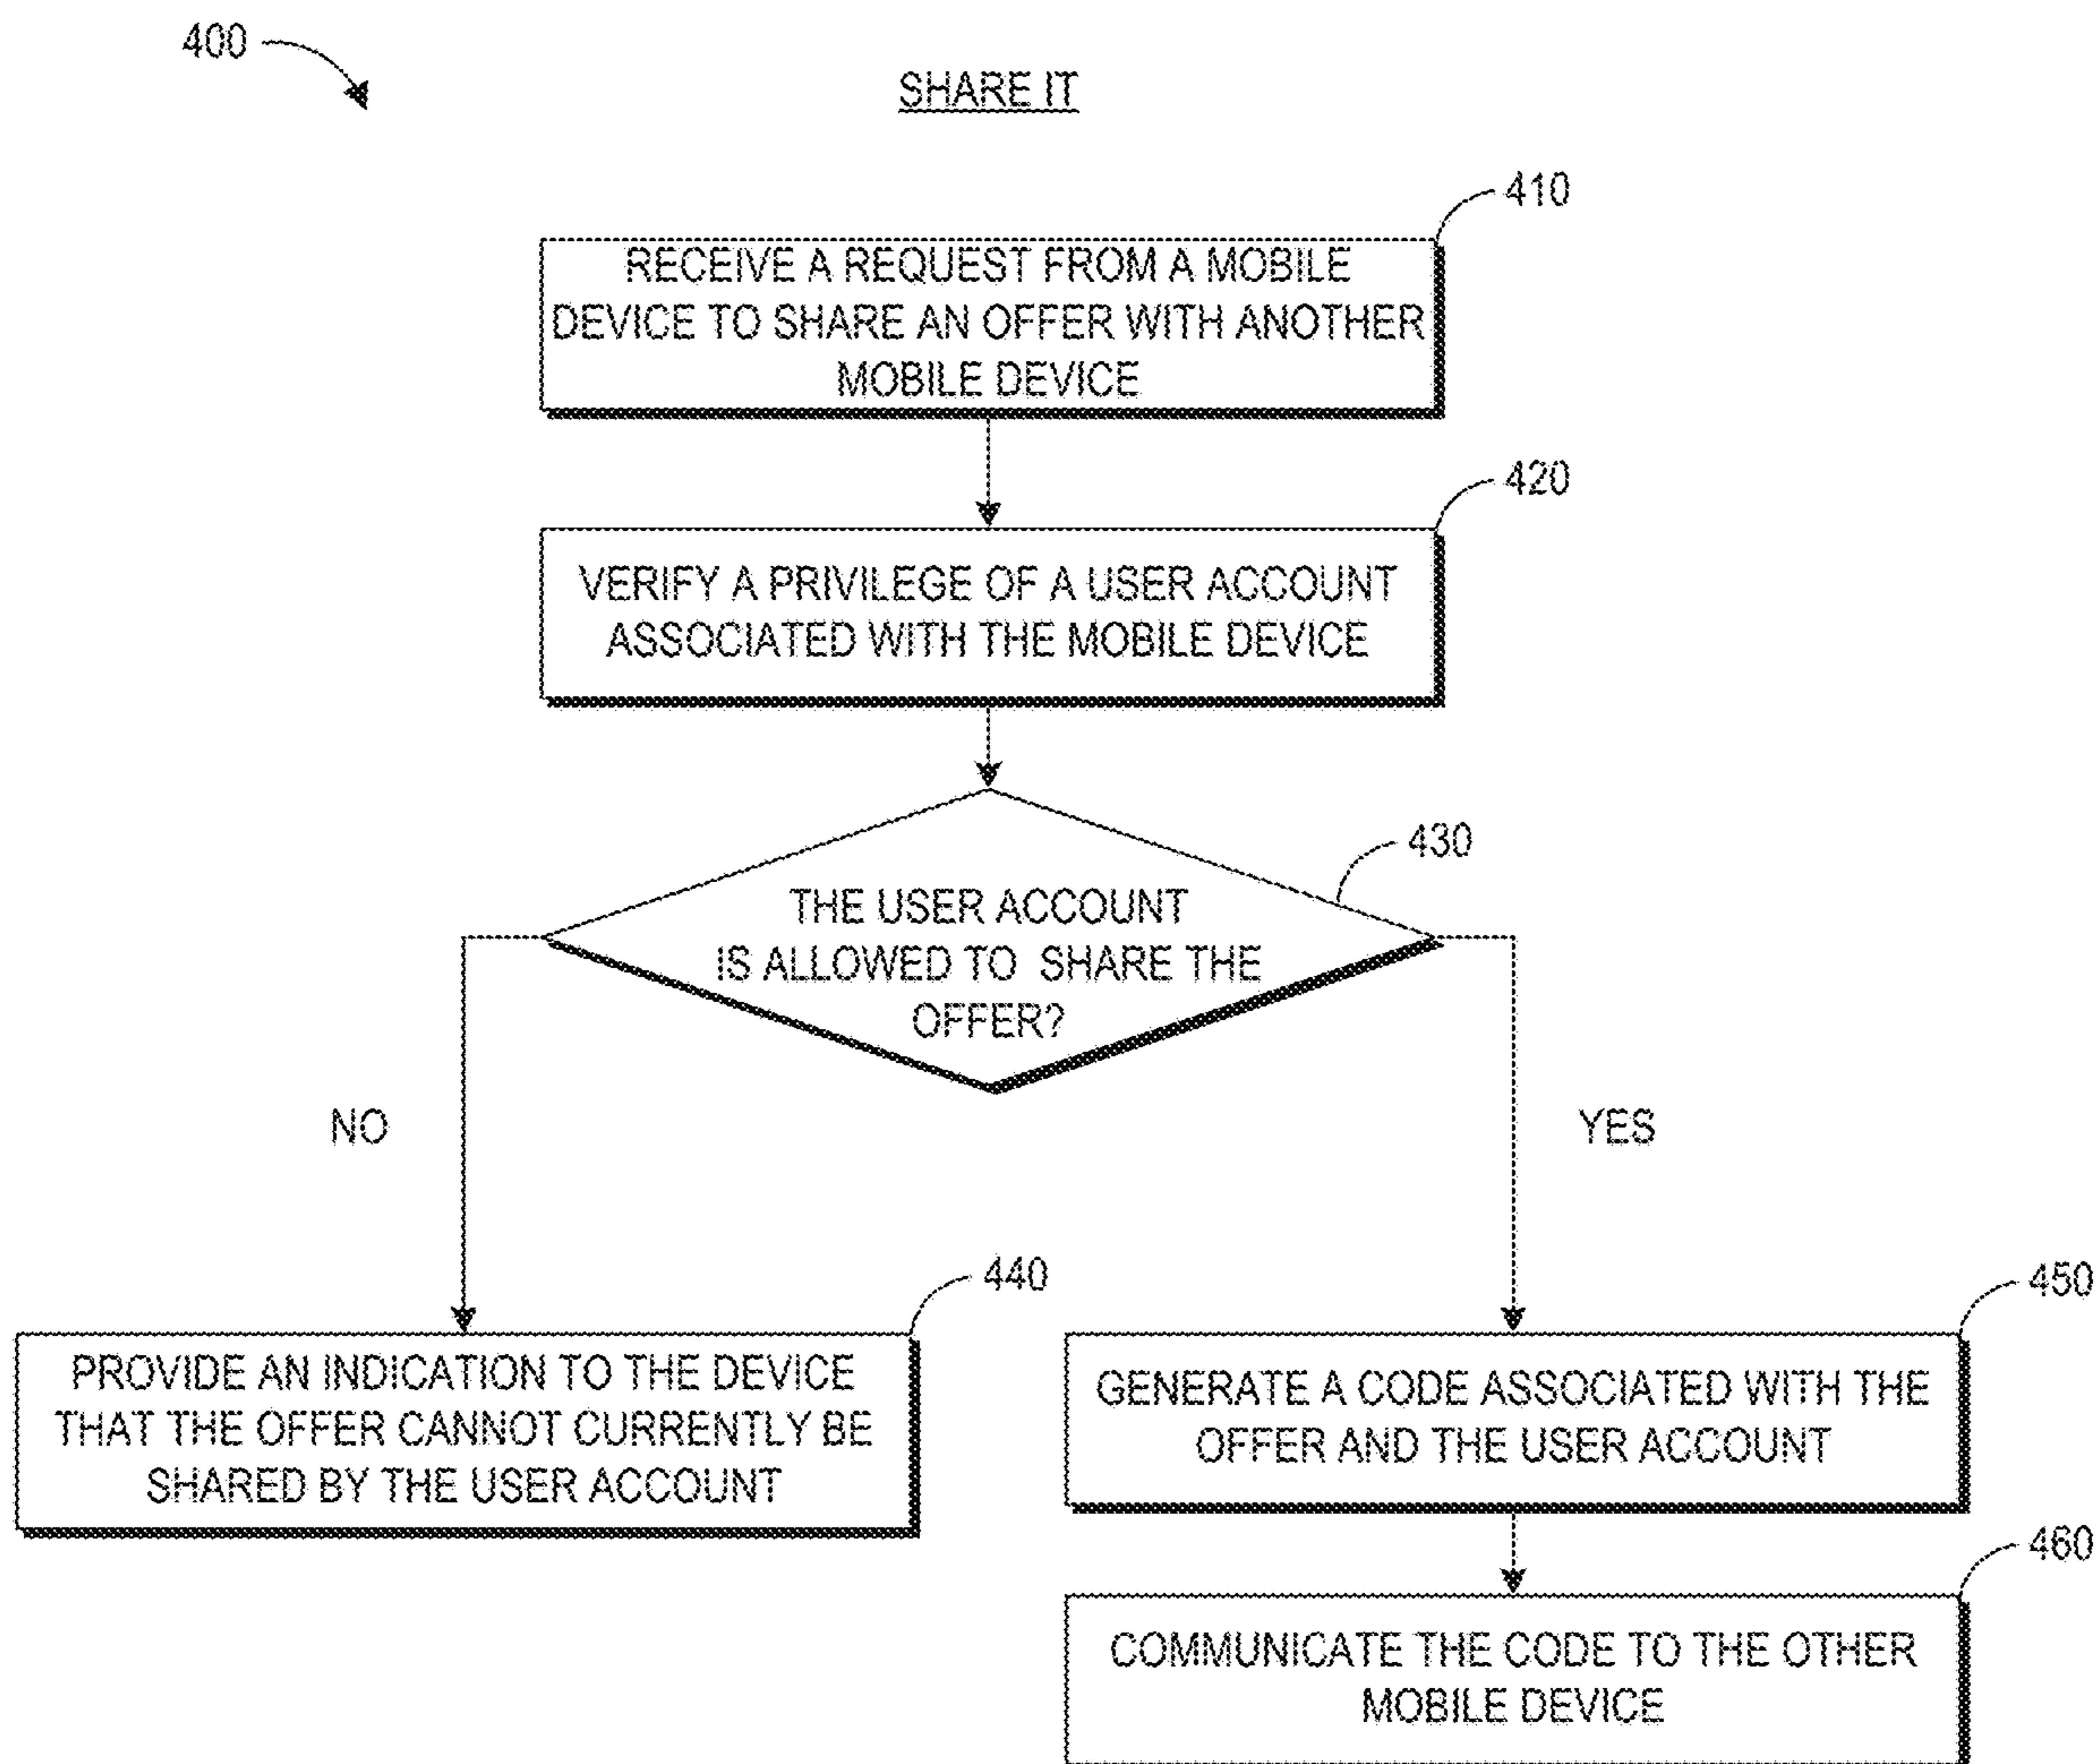 400
SHARE IT
410
RECEIVE A REQUEST FROM A MOBILE
DEVICE TO SHARE AN OFFER WITH ANOTHER
MOBILE DEVICE
420
VERIFY A PRIVILEGE OF A USER ACCOUNT
ASSOCIATED WITH THE MOBILE DEVICE
430
THE USER ACCOUNT
IS ALLOWED TO SHARE THE
OFFER?
NO
YES
440
PROVIDE AN INDICATION TO THE DEVICE
THAT THE OFFER CANNOT CURRENTLY BE
SHARED BY THE USER ACCOUNT
450
GENERATE A CODE ASSOCIATED WITH THE
OFFER AND THE USER ACCOUNT
460
COMMUNICATE THE CODE TO THE OTHER
MOBILE DEVICE